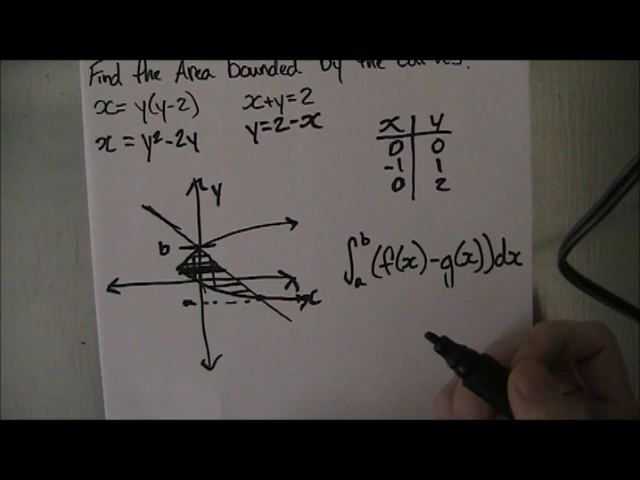 Find the Area bounded by the curves.
x = y(y-2) x+y=2
x = y²-2y y=2-x
x y
0 0
-1 1
0 2
y
b
∫ₐᵇ (f(x)-g(x))dx
a x